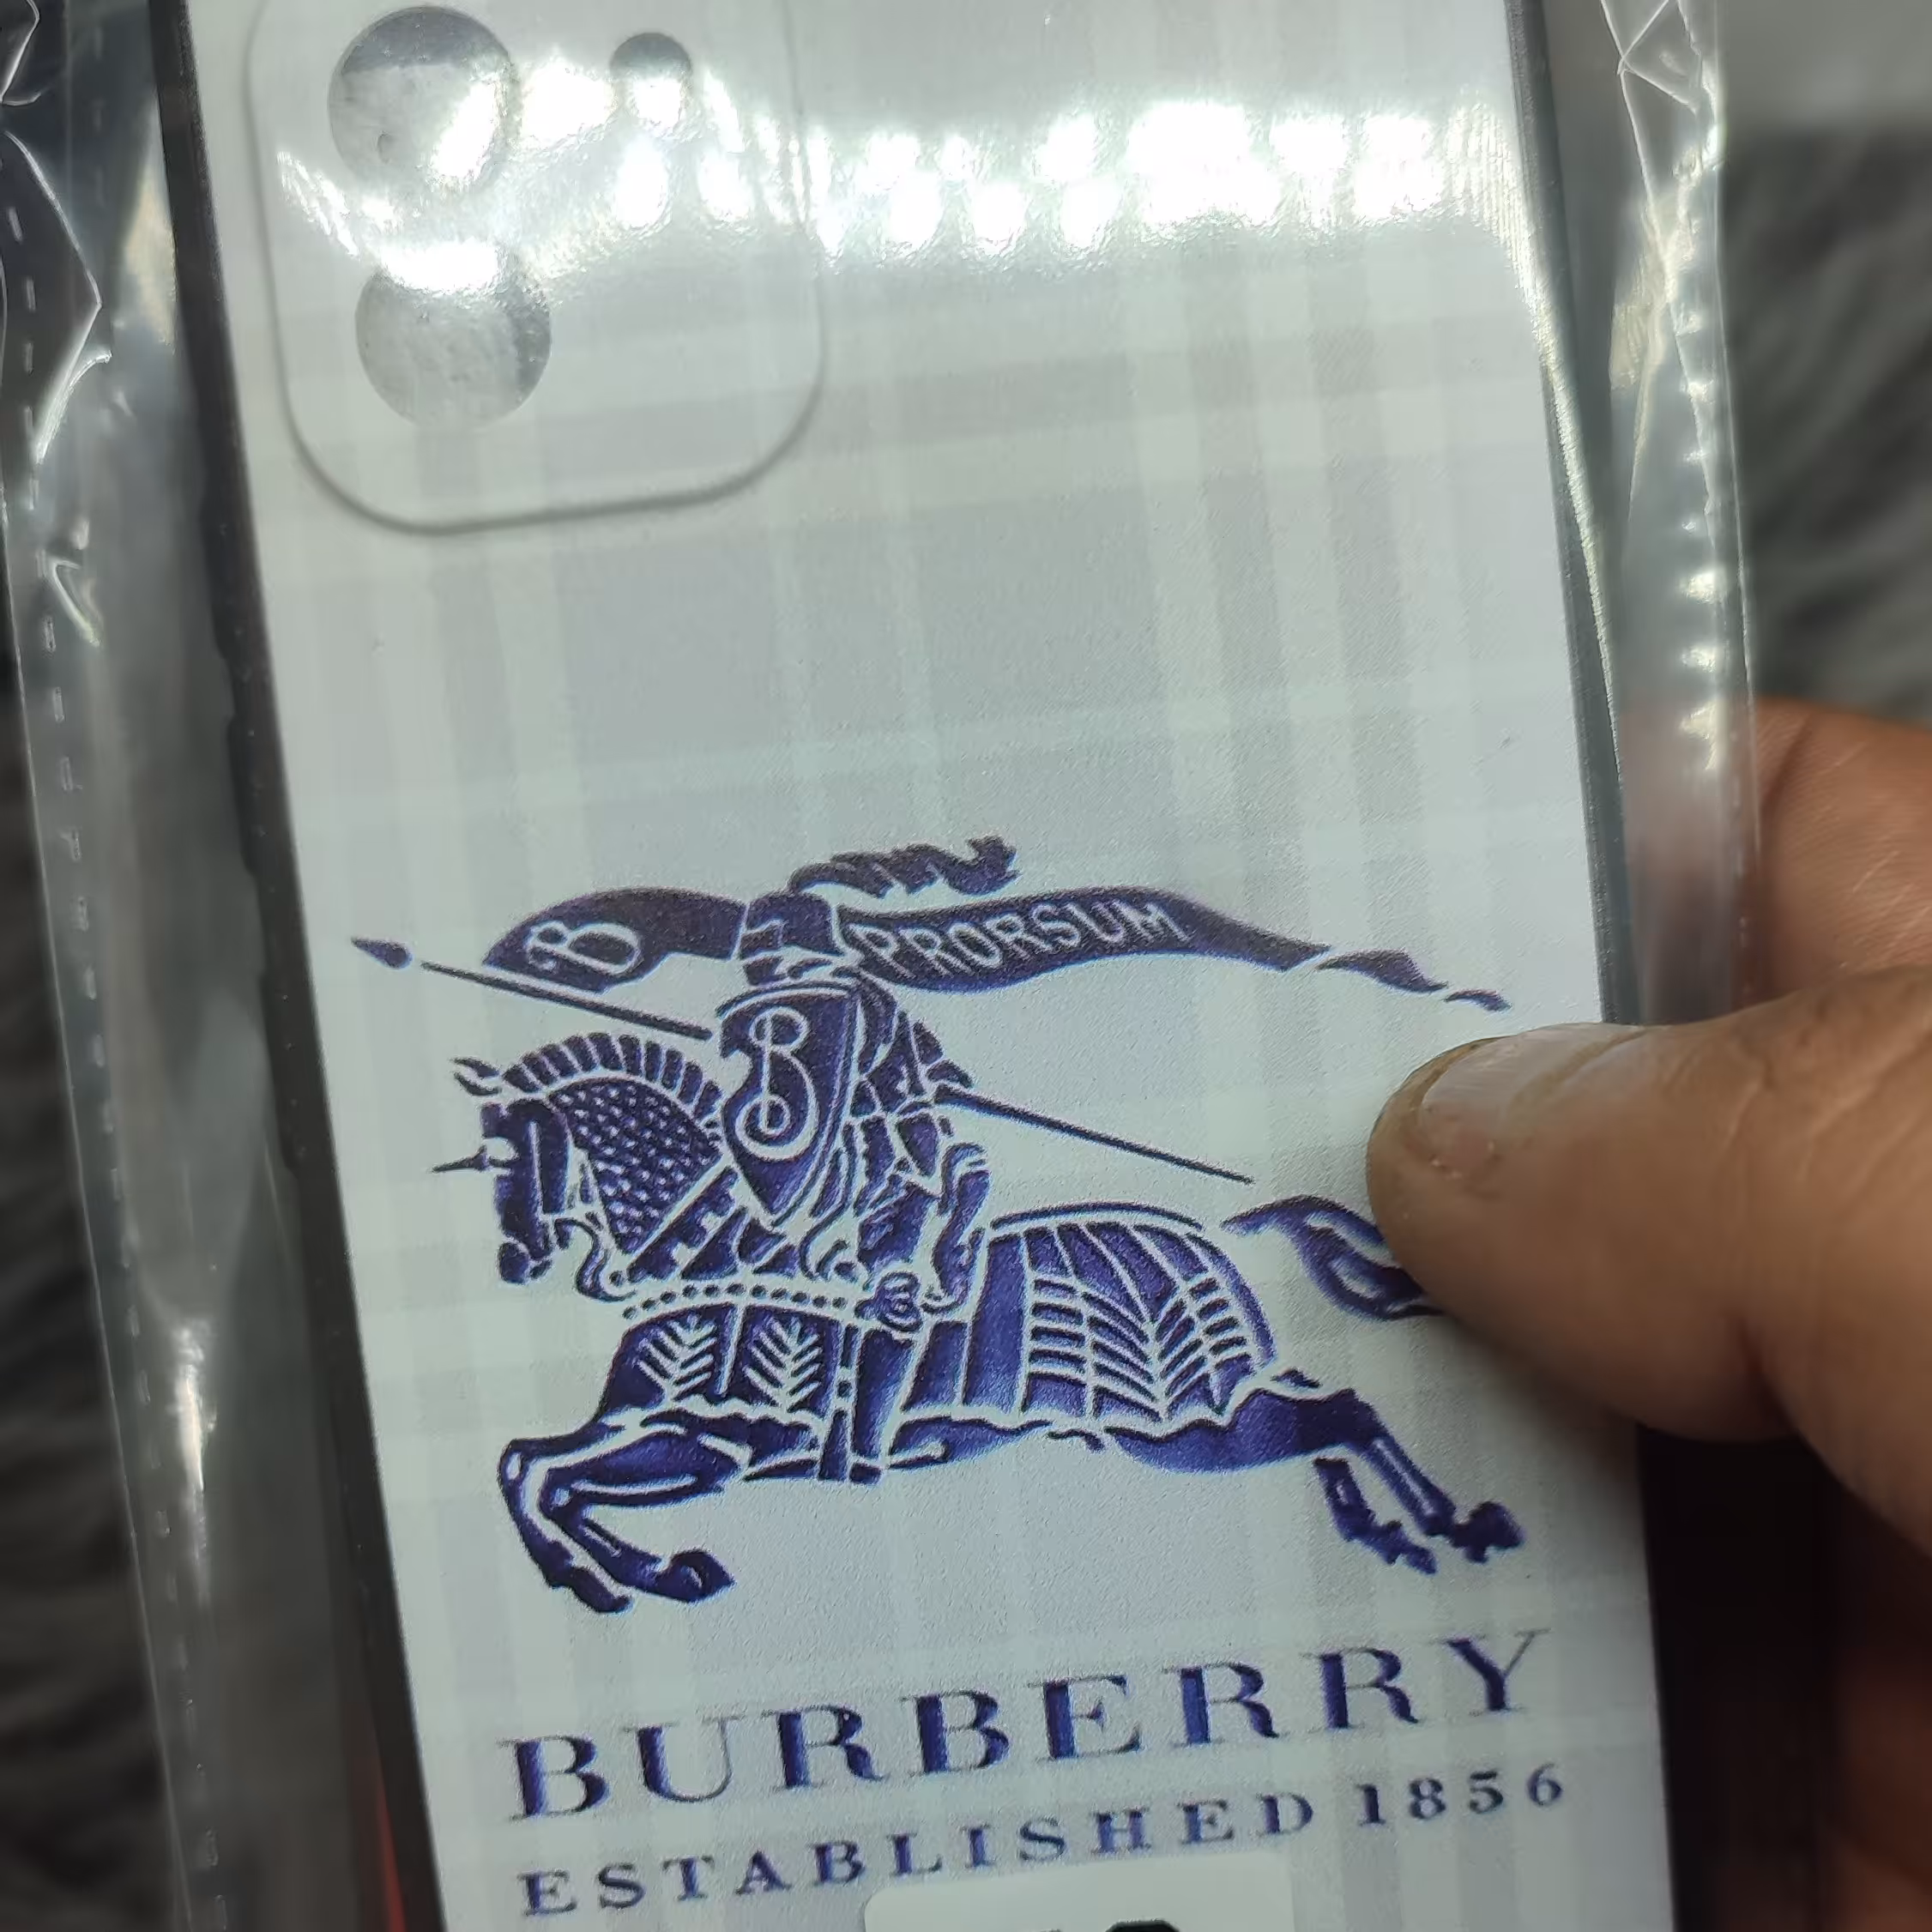 B PRORSUM
B
BURBERRY
ESTABLISHED 1856